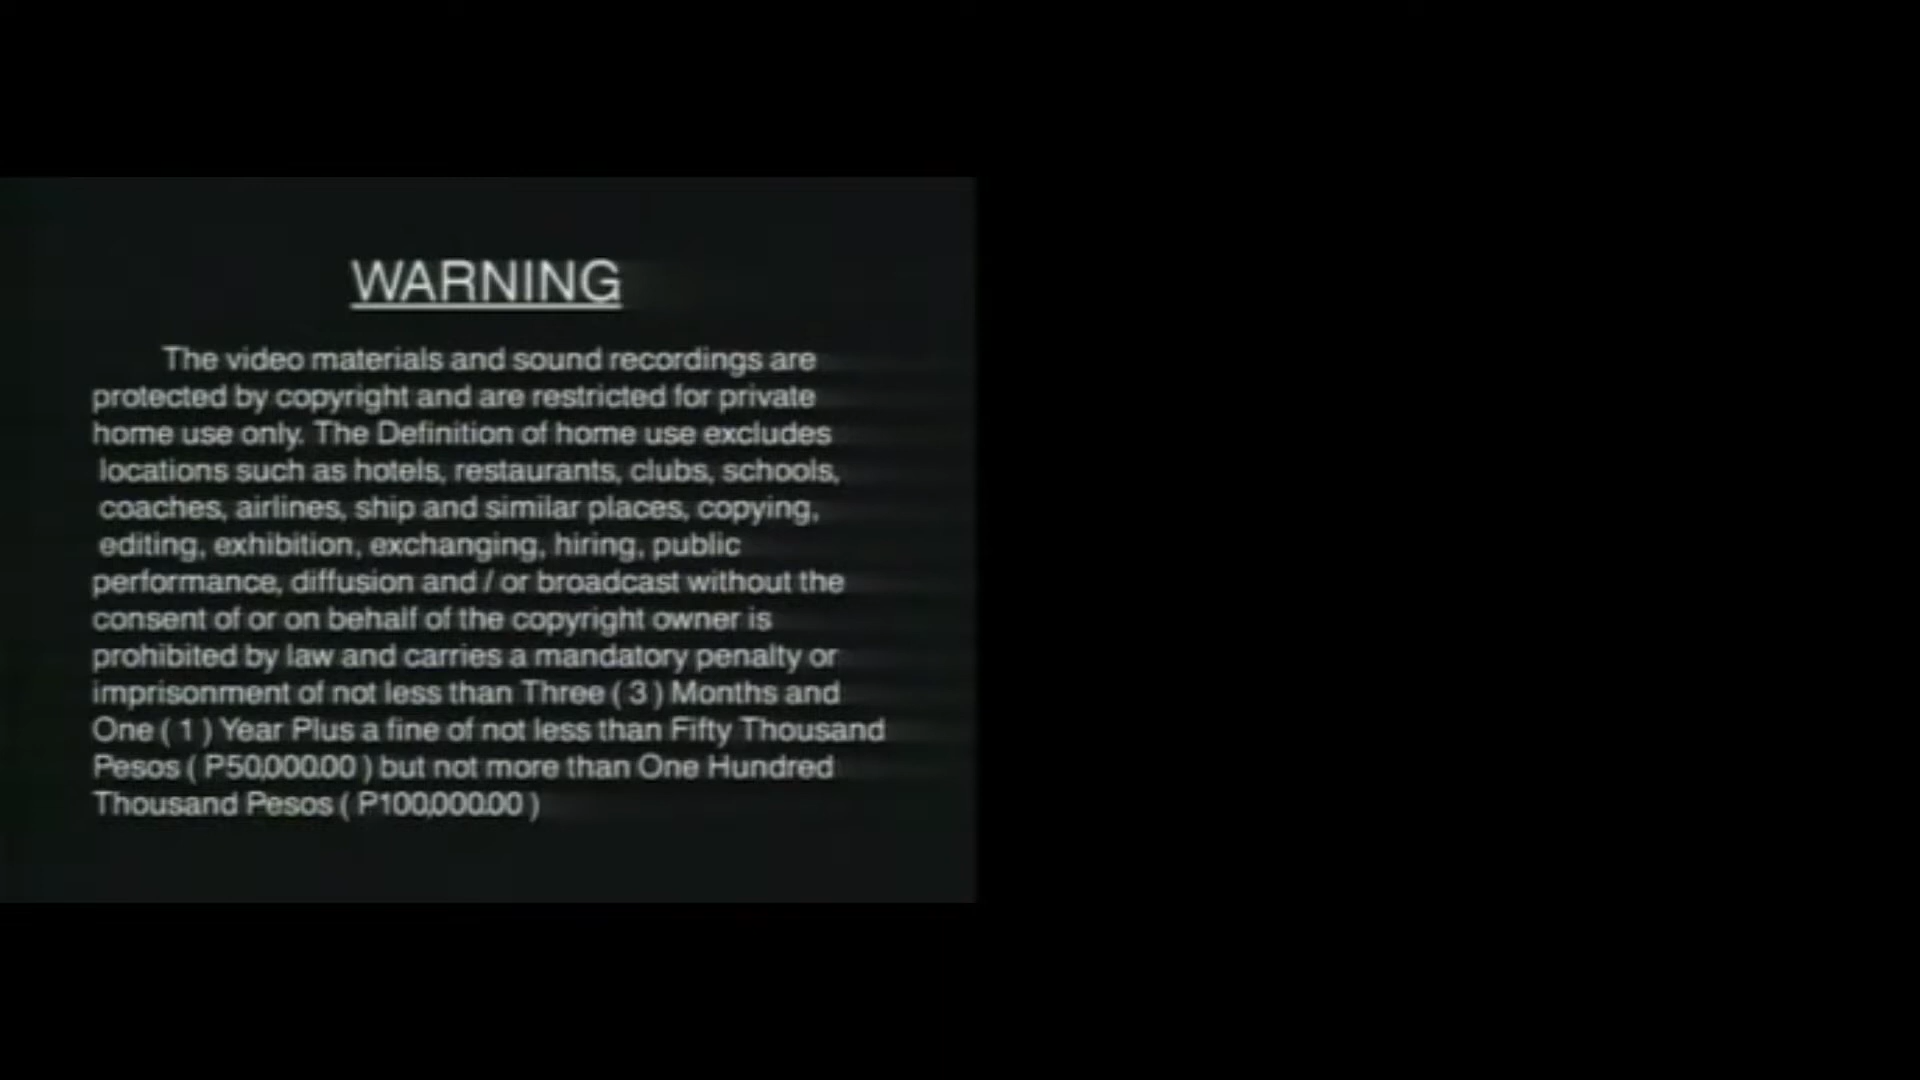 WARNING
The video materials and sound recordings are
protected by copyright and are restricted for private
home use only. The Definition of home use excludes
locations such as hotels, restaurants, clubs, schools,
coaches, airlines, ship and similar places, copying,
editing, exhibition, exchanging, hiring, public
performance, diffusion and / or broadcast without the
consent of or on behalf of the copyright owner is
prohibited by law and carries a mandatory penalty or
imprisonment of not less than Three ( 3 ) Months and
One ( 1 ) Year Plus a fine of not less than Fifty Thousand
Pesos ( P50,000.00 ) but not more than One Hundred
Thousand Pesos ( P100,000.00 )